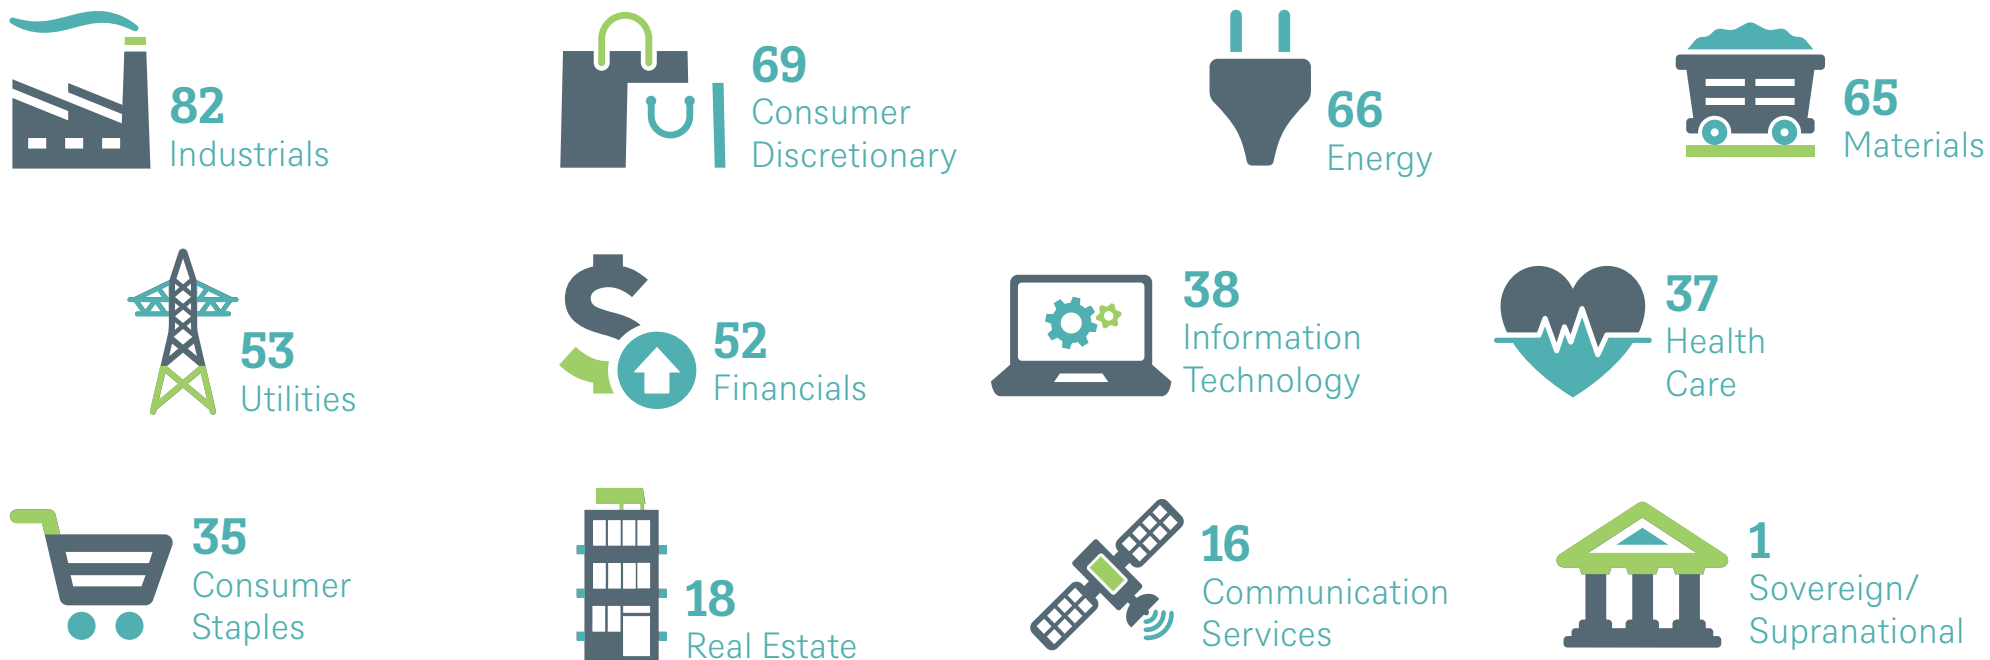 82
Industrials
69
Consumer
Discretionary
66
Energy
65
Materials
53
Utilities
52
Financials
38
Information
Technology
37
Health
Care
35
Consumer
Staples
18
Real Estate
16
Communication
Services
1
Sovereign/
Supranational